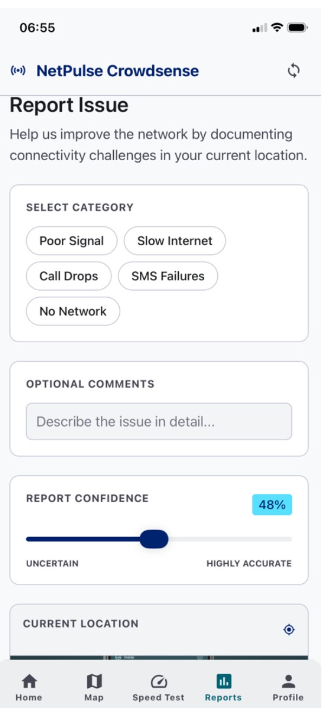 06:55
NetPulse Crowdsense
Report Issue
Help us improve the network by documenting
connectivity challenges in your current location.
SELECT CATEGORY
Poor Signal
Slow Internet
Call Drops
SMS Failures
No Network
OPTIONAL COMMENTS
Describe the issue in detail...
REPORT CONFIDENCE
48%
UNCERTAIN
HIGHLY ACCURATE
CURRENT LOCATION
Home
Map
Speed Test
Reports
Profile